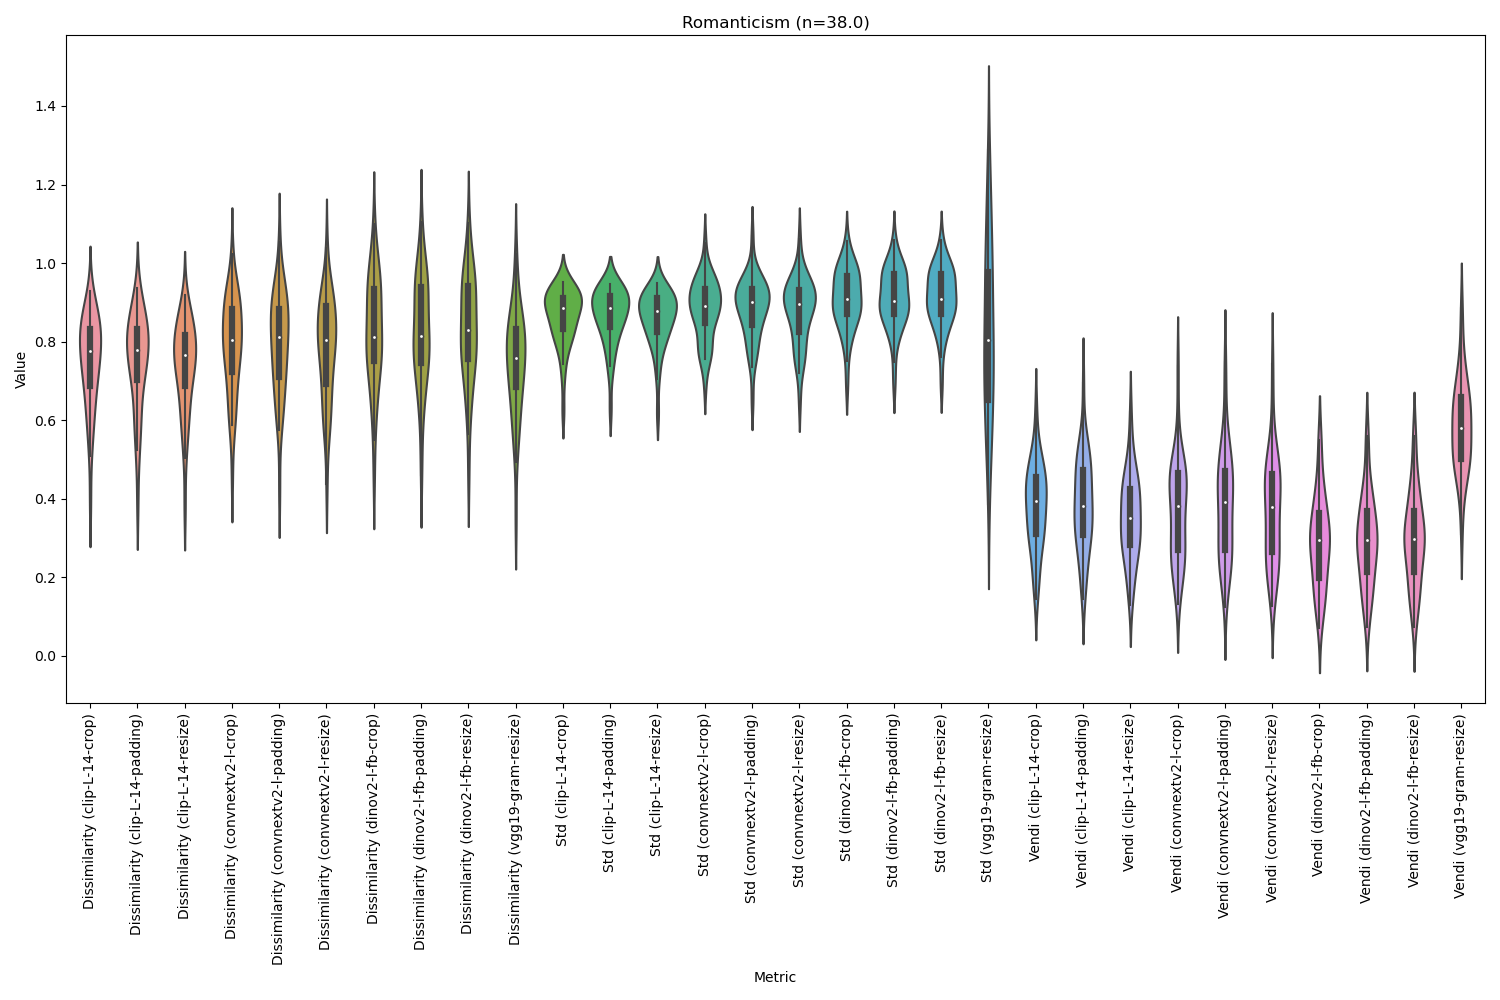 Romanticism (n=38.0)
Value
1.4
1.2
1.0
0.8
0.6
0.4
0.2
0.0
Dissimilarity (clip-L-14-crop)
Dissimilarity (clip-L-14-padding)
Dissimilarity (clip-L-14-resize)
Dissimilarity (convnextv2-l-crop)
Dissimilarity (convnextv2-l-padding)
Dissimilarity (convnextv2-l-resize)
Dissimilarity (dinov2-l-fb-crop)
Dissimilarity (dinov2-l-fb-padding)
Dissimilarity (dinov2-l-fb-resize)
Dissimilarity (vgg19-gram-resize)
Std (clip-L-14-crop)
Std (clip-L-14-padding)
Std (clip-L-14-resize)
Std (convnextv2-l-crop)
Std (convnextv2-l-padding)
Std (convnextv2-l-resize)
Std (dinov2-l-fb-crop)
Std (dinov2-l-fb-padding)
Std (dinov2-l-fb-resize)
Std (vgg19-gram-resize)
Vendi (clip-L-14-crop)
Vendi (clip-L-14-padding)
Vendi (clip-L-14-resize)
Vendi (convnextv2-l-crop)
Vendi (convnextv2-l-padding)
Vendi (convnextv2-l-resize)
Vendi (dinov2-l-fb-crop)
Vendi (dinov2-l-fb-padding)
Vendi (dinov2-l-fb-resize)
Vendi (vgg19-gram-resize)
Metric